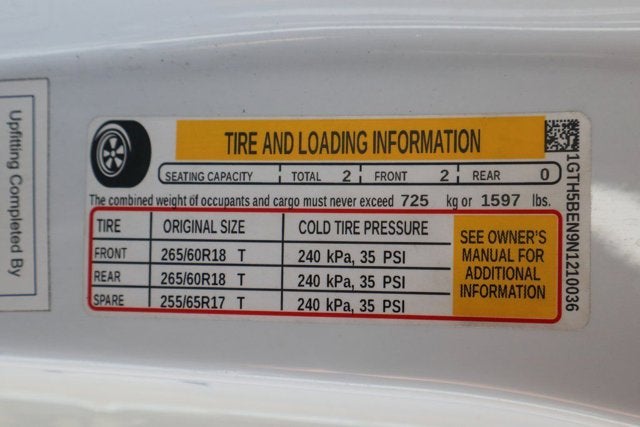 Upfitting Completed By
TIRE AND LOADING INFORMATION
SEATING CAPACITY TOTAL 2 FRONT 2 REAR 0
The combined weight of occupants and cargo must never exceed 725 kg or 1597 lbs.
TIRE ORIGINAL SIZE COLD TIRE PRESSURE
FRONT 265/60R18 T 240 kPa, 35 PSI
REAR 265/60R18 T 240 kPa, 35 PSI
SPARE 255/65R17 T 240 kPa, 35 PSI
SEE OWNER'S
MANUAL FOR
ADDITIONAL
INFORMATION
1GTH5BEN9N1210036